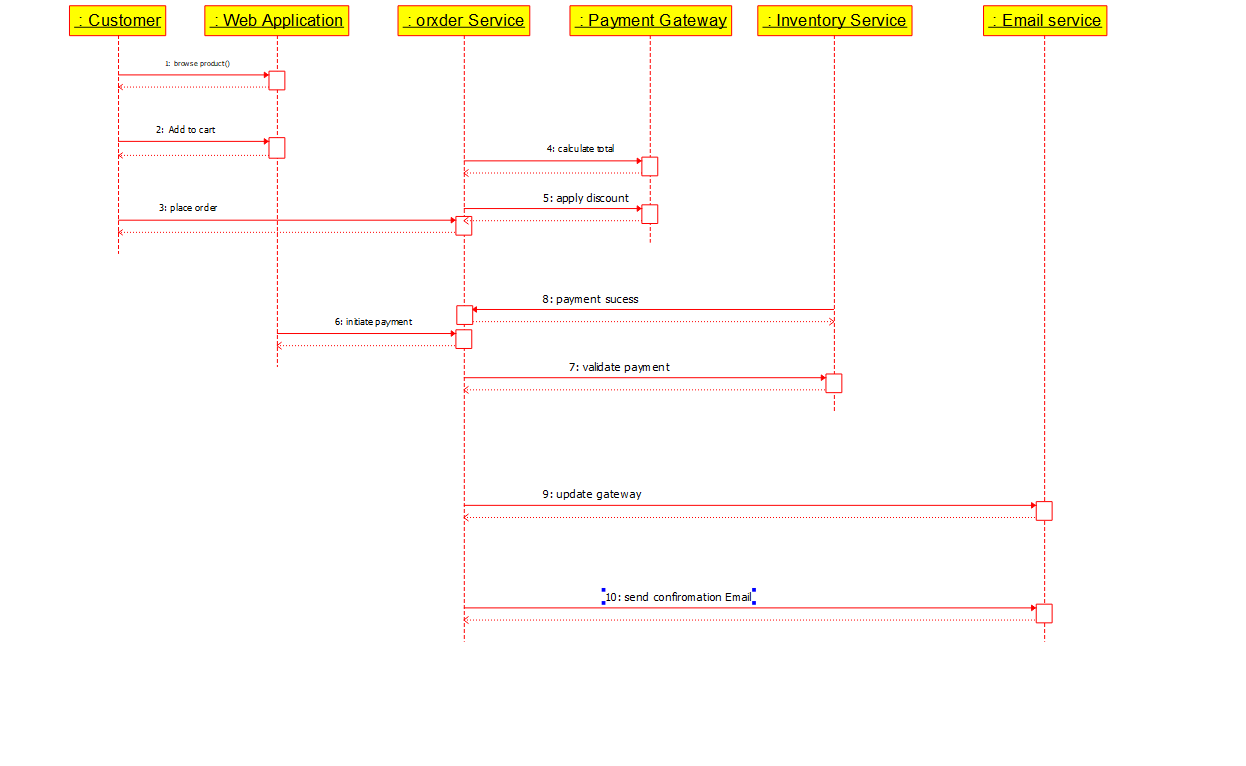 : Customer
: Web Application
: orxder Service
: Payment Gateway
: Inventory Service
: Email service
1: browse product()
2: Add to cart
4: calculate total
5: apply discount
3: place order
8: payment sucess
6: initiate payment
7: validate payment
9: update gateway
10: send confiromation Email